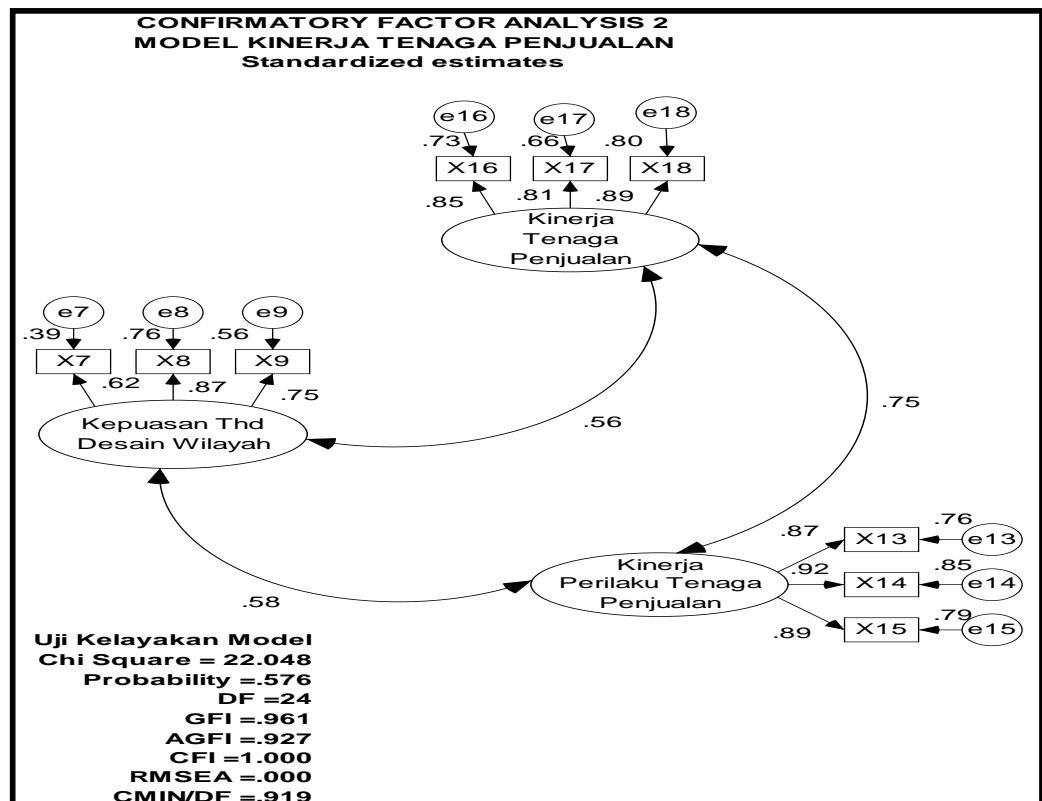 CONFIRMATORY FACTOR ANALYSIS 2
MODEL KINERJA TENAGA PENJUALAN
Standardized estimates
e16
e17
e18
.73
.66
.80
X16
X17
X18
.85
.81
.89
Kinerja
Tenaga
Penjualan
e7
e8
e9
.39
.76
.56
X7
X8
X9
.62
.87
.75
Kepuasan Thd
Desain Wilayah
.56
.75
.58
Kinerja
Perilaku Tenaga
Penjualan
.87
.92
.89
X13
X14
X15
.76
.85
.79
e13
e14
e15
Uji Kelayakan Model
Chi Square = 22.048
Probability =.576
DF =24
GFI =.961
AGFI =.927
CFI =1.000
RMSEA =.000
CMIN/DF =.919